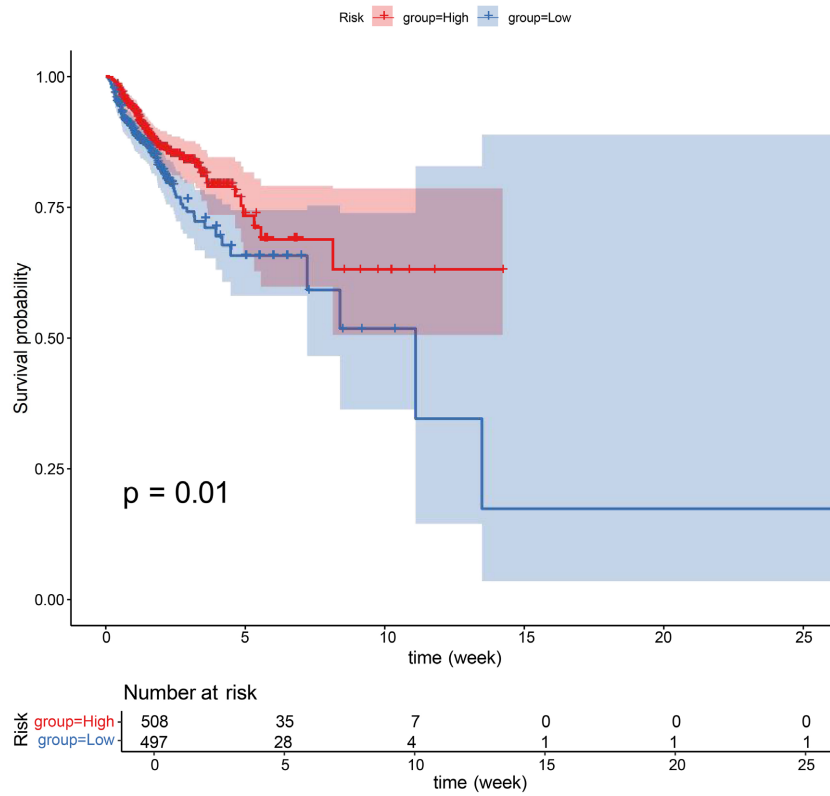 Risk group=High group=Low
1.00
0.75
0.50
0.25
0.00
Survival probability
p = 0.01
0 5 10 15 20 25
time (week)
Number at risk
Risk
group=High 508 35 7 0 0 0
group=Low 497 28 4 1 1 1
0 5 10 15 20 25
time (week)